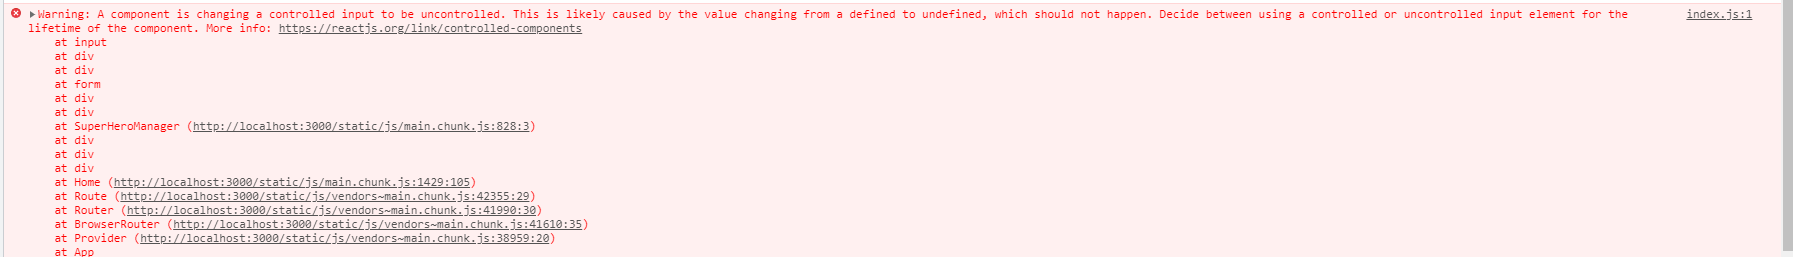 Warning: A component is changing a controlled input to be uncontrolled. This is likely caused by the value changing from a defined to undefined, which should not happen. Decide between using a controlled or uncontrolled input element for the index.js:1
lifetime of the component. More info: https://reactjs.org/link/controlled-components
at input
at div
at div
at form
at div
at div
at SuperHeroManager (http://localhost:3000/static/js/main.chunk.js:828:3)
at div
at div
at div
at Home (http://localhost:3000/static/js/main.chunk.js:1429:105)
at Route (http://localhost:3000/static/js/vendors~main.chunk.js:42355:29)
at Router (http://localhost:3000/static/js/vendors~main.chunk.js:41990:30)
at BrowserRouter (http://localhost:3000/static/js/vendors~main.chunk.js:41610:35)
at Provider (http://localhost:3000/static/js/vendors~main.chunk.js:38959:20)
at App